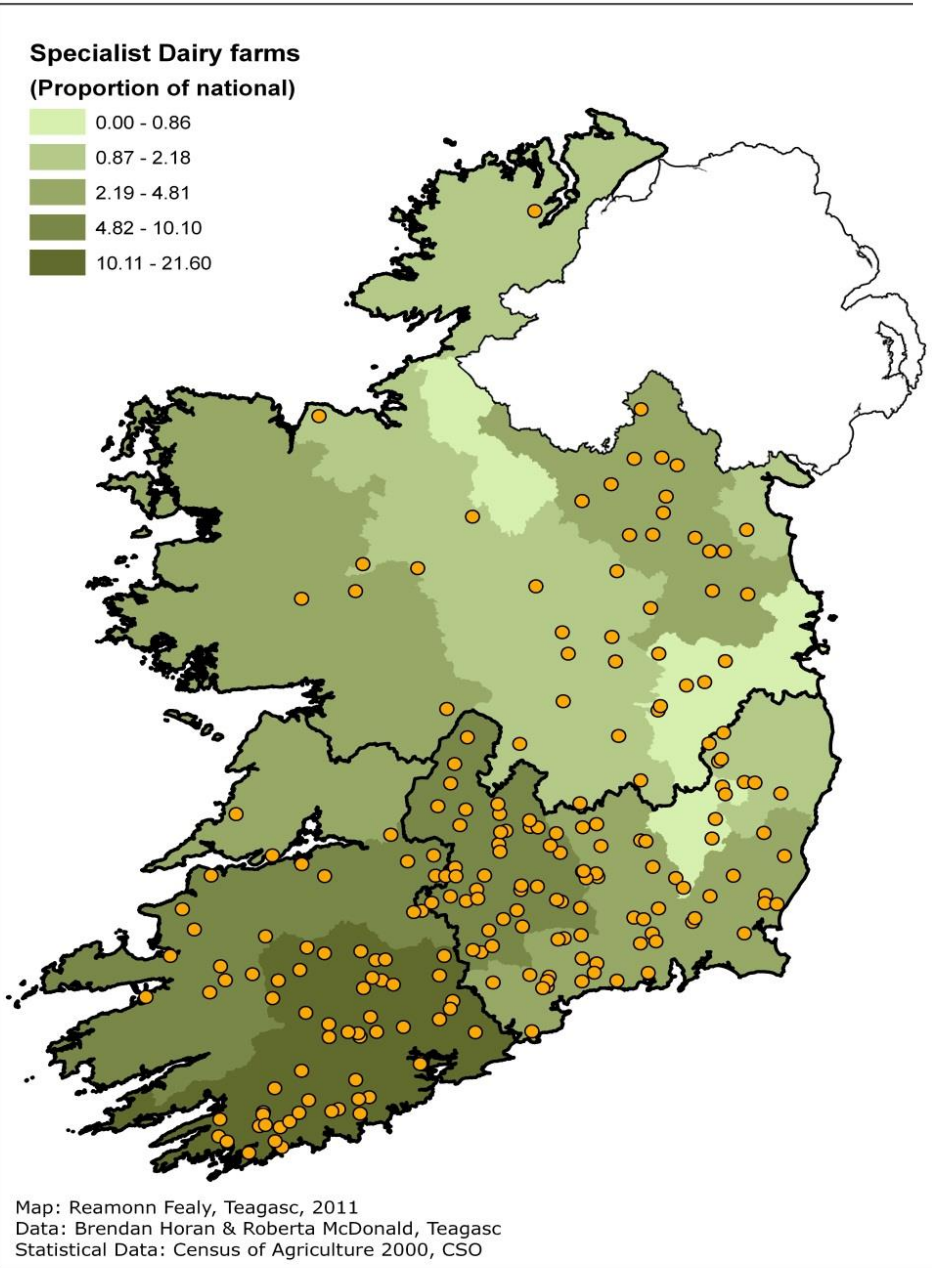 Specialist Dairy farms
(Proportion of national)
0.00 - 0.86
0.87 - 2.18
2.19 - 4.81
4.82 - 10.10
10.11 - 21.60
Map: Reamonn Fealy, Teagasc, 2011
Data: Brendan Horan & Roberta McDonald, Teagasc
Statistical Data: Census of Agriculture 2000, CSO